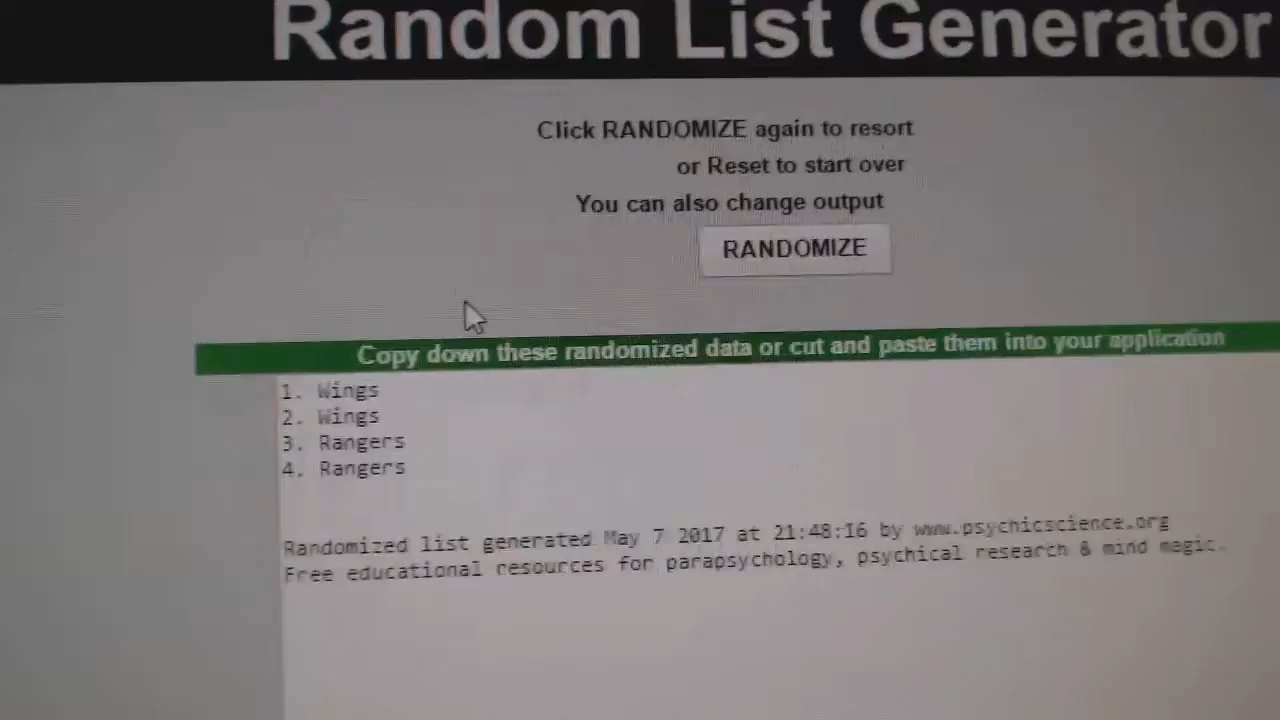 Random List Generator
Click RANDOMIZE again to resort
or Reset to start over
You can also change output
RANDOMIZE
Copy down these randomized data or cut and paste them into your application
1. Wings
2. Wings
3. Rangers
4. Rangers
Randomized list generated May 7 2017 at 21:48:16 by www.psychicscience.org
Free educational resources for parapsychology, psychical research & mind magic.